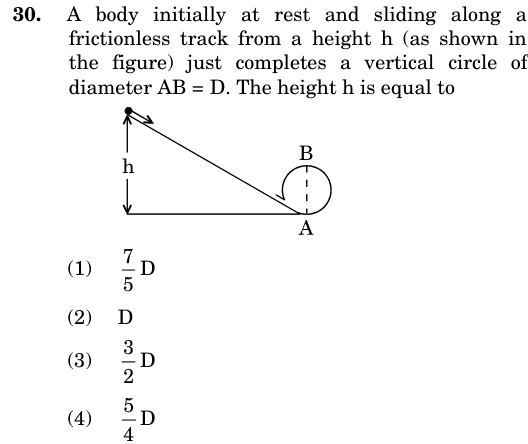 30. A body initially at rest and sliding along a
frictionless track from a height h (as shown in
the figure) just completes a vertical circle of
diameter AB = D. The height h is equal to
B
h
A
(1) 7/5 D
(2) D
(3) 3/2 D
(4) 5/4 D